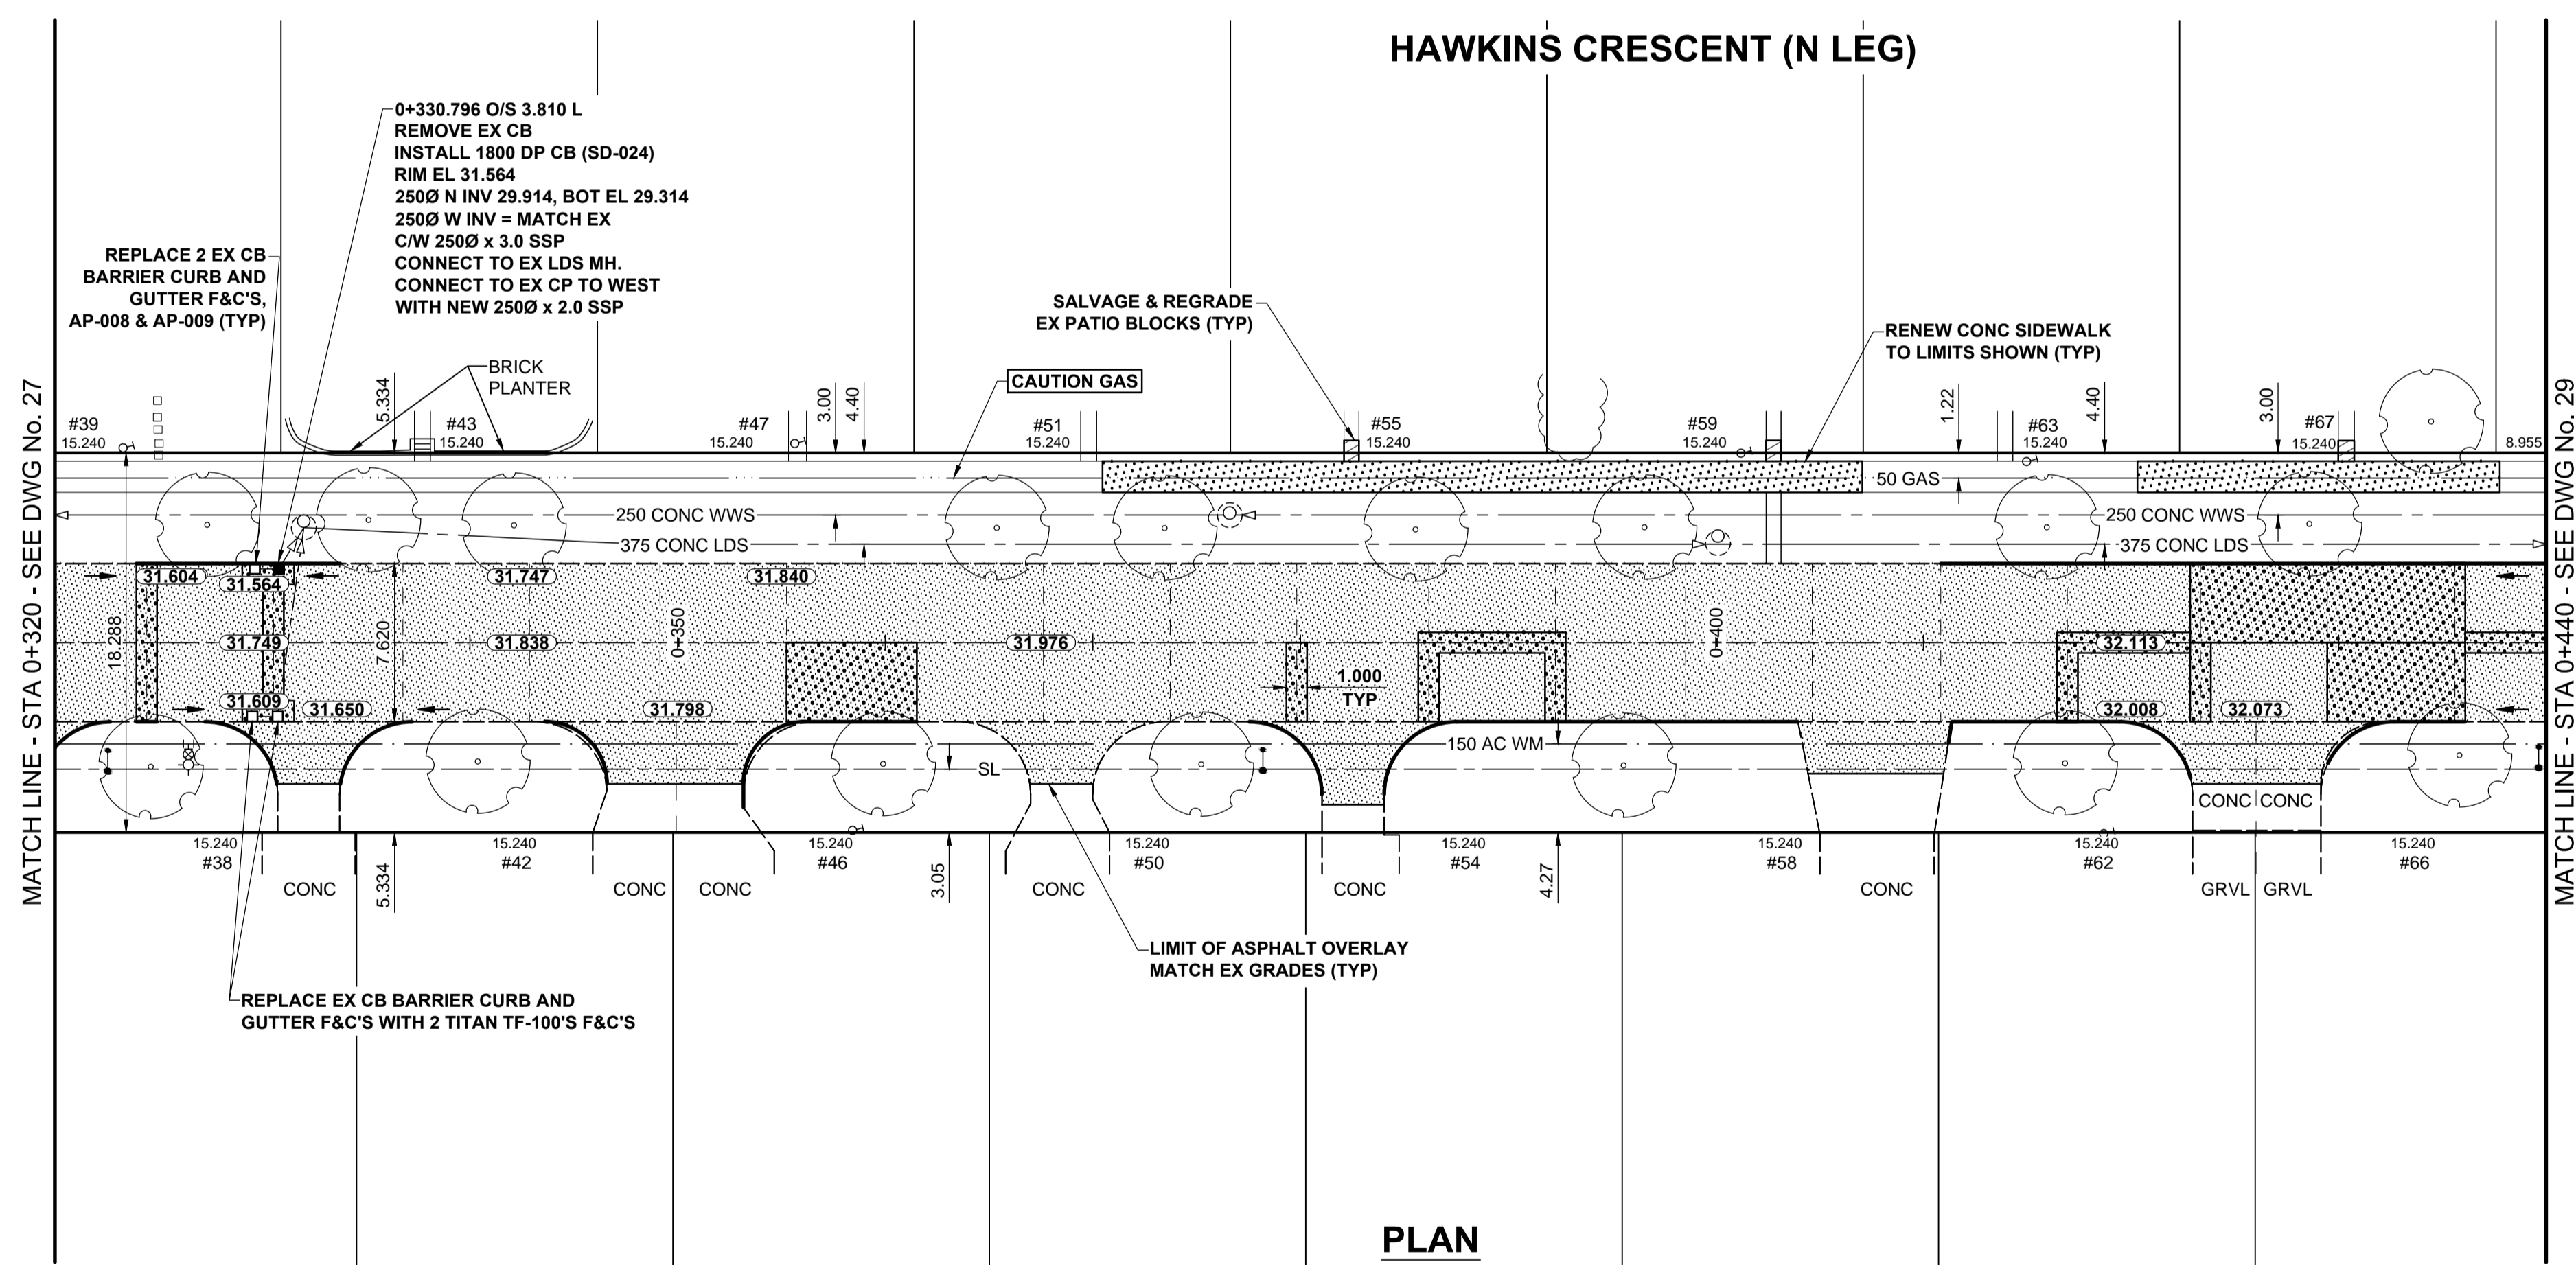 HAWKINS CRESCENT (N LEG)
0+330.796 O/S 3.810 L
REMOVE EX CB
INSTALL 1800 DP CB (SD-024)
RIM EL 31.564
250Ø N INV 29.914, BOT EL 29.314
250Ø W INV = MATCH EX
C/W 250Ø x 3.0 SSP
CONNECT TO EX LDS MH.
CONNECT TO EX CP TO WEST
WITH NEW 250Ø x 2.0 SSP
REPLACE 2 EX CB
BARRIER CURB AND
GUTTER F&C'S,
AP-008 & AP-009 (TYP)
BRICK
PLANTER
CAUTION GAS
SALVAGE & REGRADE
EX PATIO BLOCKS (TYP)
RENEW CONC SIDEWALK
TO LIMITS SHOWN (TYP)
MATCH LINE - STA 0+320 - SEE DWG No. 27
MATCH LINE - STA 0+440 - SEE DWG No. 29
5.334
3.00
4.40
1.22
4.40
3.00
#39
15.240
#43
15.240
#47
15.240
#51
15.240
#55
15.240
#59
15.240
#63
15.240
#67
15.240
8.955
50 GAS
250 CONC WWS
250 CONC WWS
375 CONC LDS
375 CONC LDS
31.604
31.564
31.747
31.840
18.288
7.620
0+350
0+400
31.749
31.838
31.976
32.113
1.000
TYP
31.609
31.650
31.798
32.008
32.073
150 AC WM
SL
CONC
CONC
15.240
#38
15.240
#42
15.240
#46
15.240
#50
15.240
#54
15.240
#58
15.240
#62
15.240
#66
CONC
5.334
CONC
CONC
3.05
CONC
CONC
4.27
CONC
GRVL
GRVL
LIMIT OF ASPHALT OVERLAY
MATCH EX GRADES (TYP)
REPLACE EX CB BARRIER CURB AND
GUTTER F&C'S WITH 2 TITAN TF-100'S F&C'S
PLAN